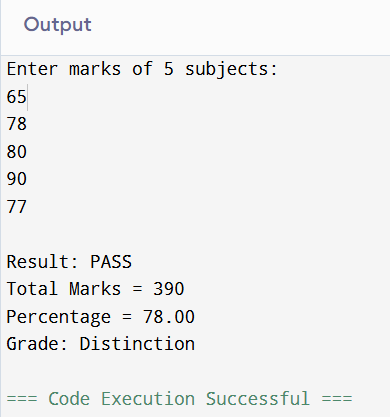 Output
Enter marks of 5 subjects:
65
78
80
90
77
Result: PASS
Total Marks = 390
Percentage = 78.00
Grade: Distinction
=== Code Execution Successful ===